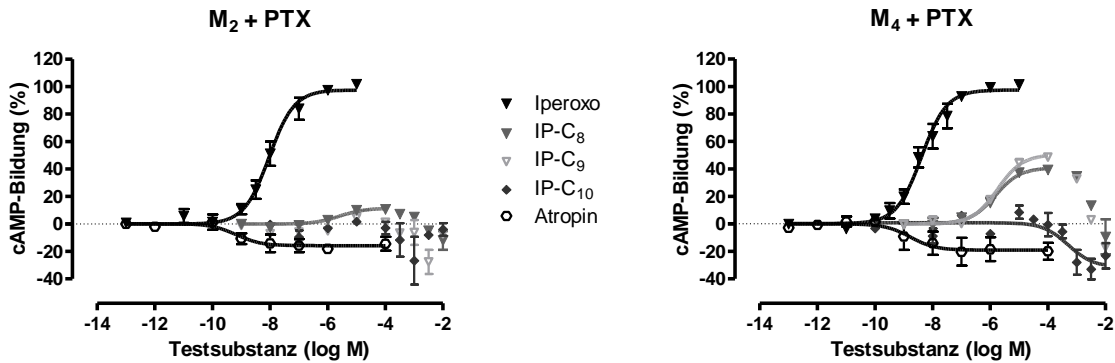 M2 + PTX
cAMP-Bildung (%)
120
100
80
60
40
20
0
-20
-40
-14 -12 -10 -8 -6 -4 -2
Testsubstanz (log M)
Iperoxo
IP-C8
IP-C9
IP-C10
Atropin
M4 + PTX
cAMP-Bildung (%)
120
100
80
60
40
20
0
-20
-40
-14 -12 -10 -8 -6 -4 -2
Testsubstanz (log M)